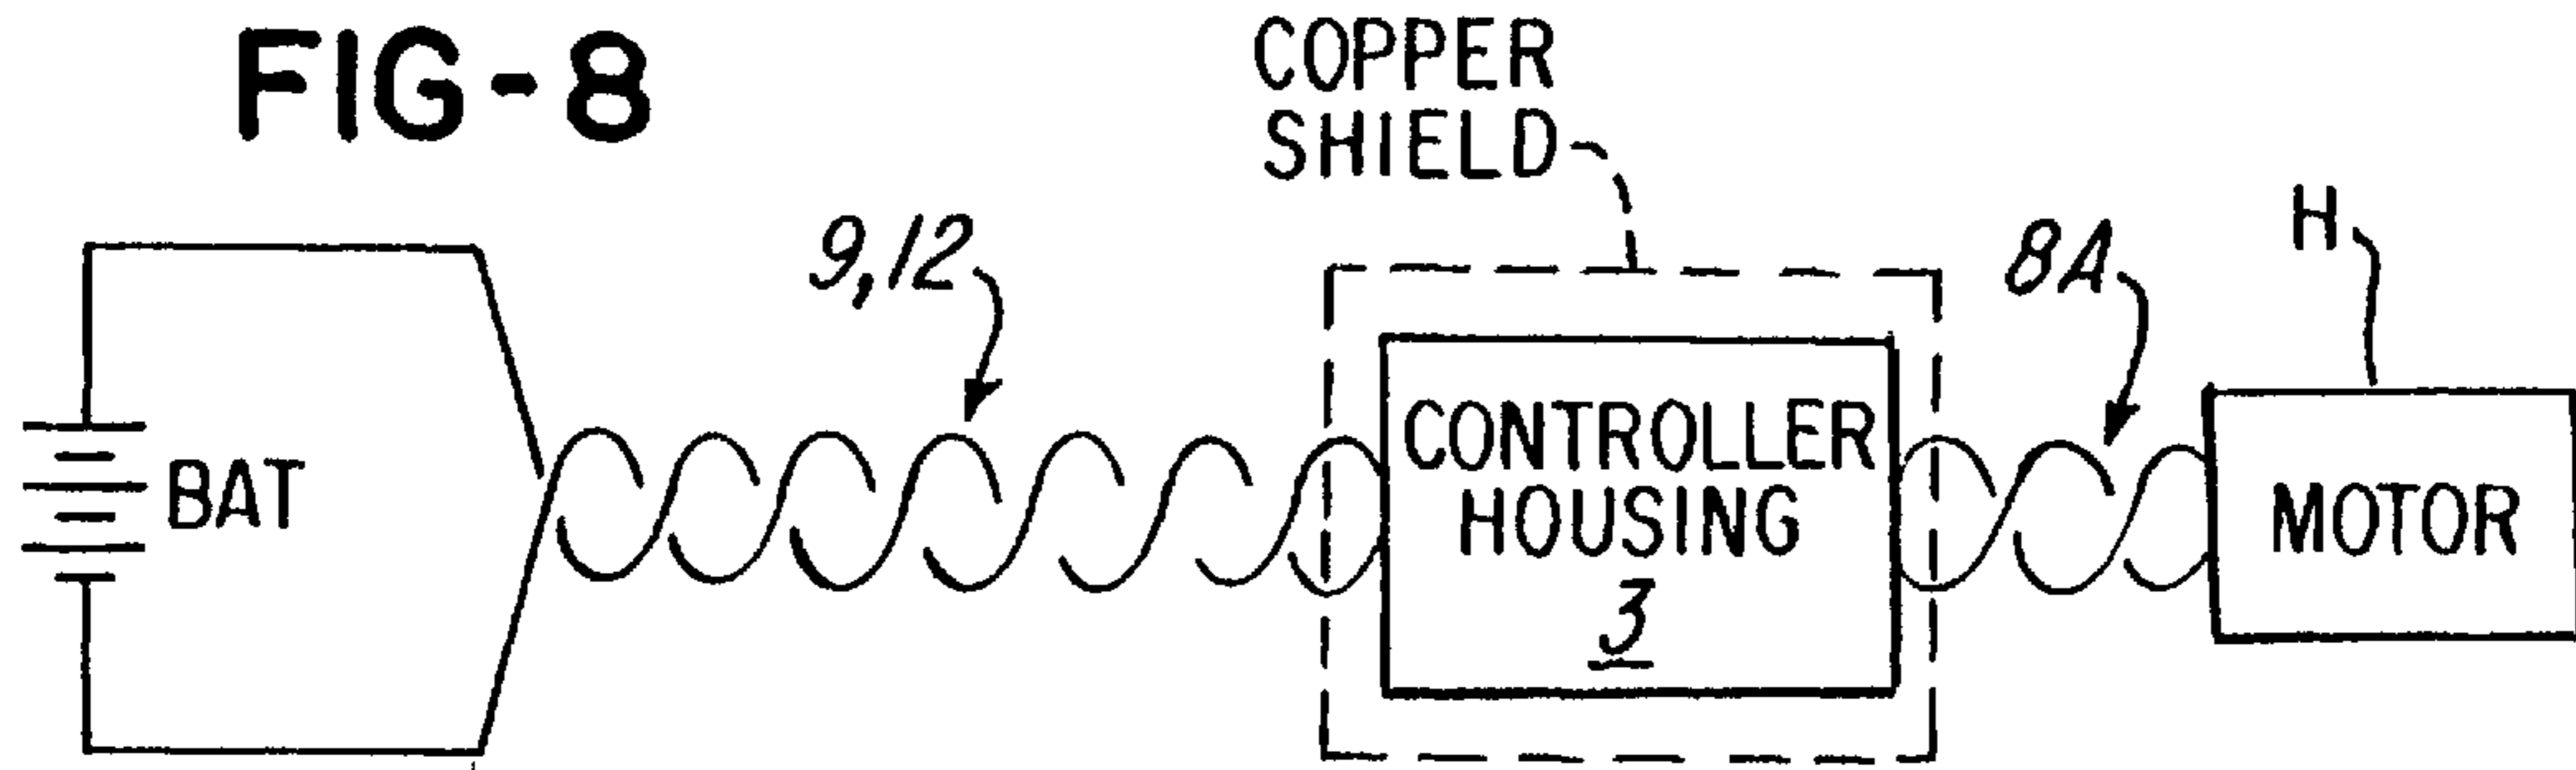 FIG-8
COPPER
SHIELD
9,12
8A
H
BAT
CONTROLLER
HOUSING
3
MOTOR